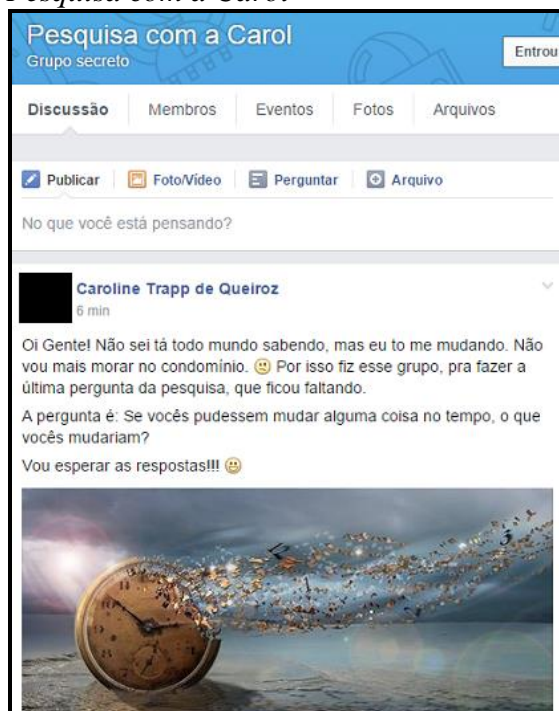 Pesquisa com a Carol
Pesquisa com a Carol
Grupo secreto
Entrou
Discussão Membros Eventos Fotos Arquivos
Publicar Foto/Vídeo Perguntar Arquivo
No que você está pensando?
Caroline Trapp de Queiroz
6 min
Oi Gente! Não sei tá todo mundo sabendo, mas eu to me mudando. Não
vou mais morar no condomínio. Por isso fiz esse grupo, pra fazer a
última pergunta da pesquisa, que ficou faltando.
A pergunta é: Se vocês pudessem mudar alguma coisa no tempo, o que
vocês mudariam?
Vou esperar as respostas!!!